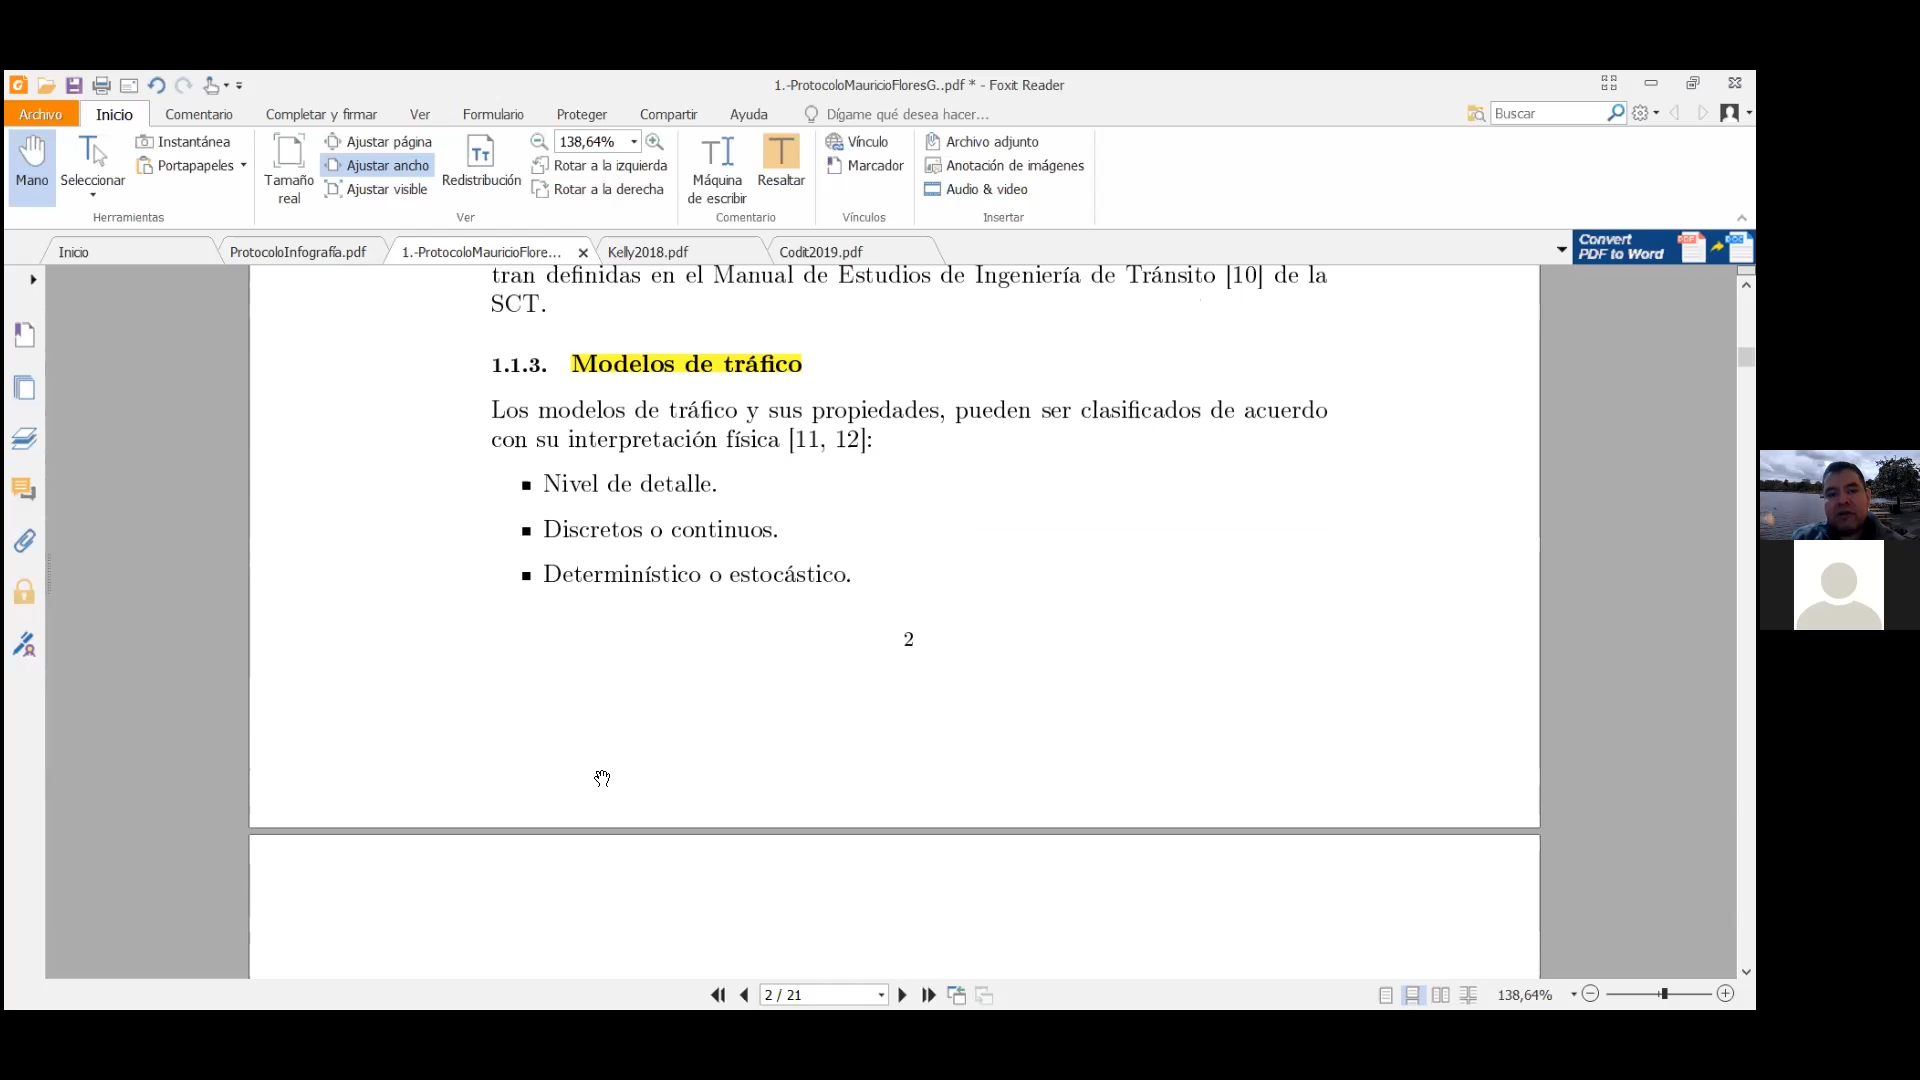 1.-ProtocoloMauricioFloresG..pdf * - Foxit Reader
Archivo Inicio Comentario Completar y firmar Ver Formulario Proteger Compartir Ayuda Dígame qué desea hacer... Buscar
Mano
Seleccionar
Instantánea
Portapapeles
Herramientas
Tamaño
real
Ajustar página
Ajustar ancho
Ajustar visible
Redistribución
138,64%
Rotar a la izquierda
Rotar a la derecha
Ver
Máquina
de escribir
Resaltar
Comentario
Vínculo
Marcador
Vínculos
Archivo adjunto
Anotación de imágenes
Audio & video
Insertar
Inicio ProtocoloInfografía.pdf 1.-ProtocoloMauricioFlore... Kelly2018.pdf Codit2019.pdf
Convert
PDF to Word
tran definidas en el Manual de Estudios de Ingeniería de Tránsito [10] de la
SCT.
1.1.3. Modelos de tráfico
Los modelos de tráfico y sus propiedades, pueden ser clasificados de acuerdo
con su interpretación física [11, 12]:
▪ Nivel de detalle.
▪ Discretos o continuos.
▪ Determinístico o estocástico.
2
2 / 21
138,64%